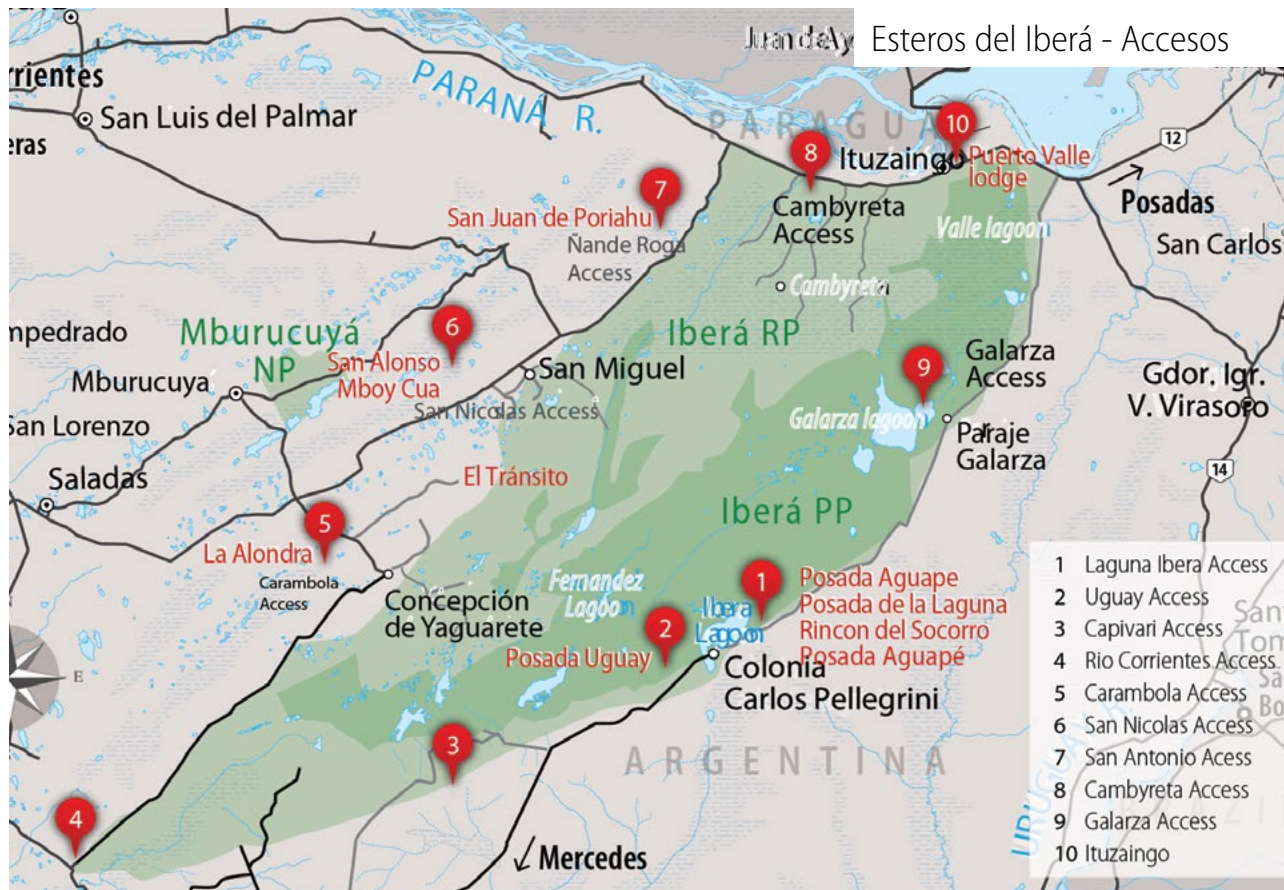 Esteros del Iberá - Accesos
rrientes
eras
San Luis del Palmar
PARANÁ R.
PARAGUA
10
12
8
Ituzaingo
Puerto Valle
lodge
7
Posadas
San Carlos
San Juan de Poriahu
Ñande Roga
Access
Cambyreta
Access
Valle lagoon
Cambyreta
mpedrado
Mburucuyá
NP
6
San Alonso
Mboy Cua
Iberá RP
San Miguel
Mburucuya
San Nicolas Access
9
Galarza
Access
Galarza lagoon
Paraje
Galarza
Gdor. Igr.
V. Virasoro
San Lorenzo
Saladas
El Tránsito
14
Iberá PP
5
La Alondra
Carambola
Access
Concepción
de Yaguarete
Fernandez
Lagoon
1
Posada Aguape
Posada de la Laguna
Rincon del Socorro
Posada Aguapé
Ibera
Lagoon
2
Posada Uguay
Colonia
Carlos Pellegrini
E
3
ARGENTINA
4
Mercedes
URUGUAY R.
1 Laguna Ibera Access
2 Uguay Access
3 Capivari Access
4 Rio Corrientes Access
5 Carambola Access
6 San Nicolas Access
7 San Antonio Acess
8 Cambyreta Access
9 Galarza Access
10 Ituzaingo